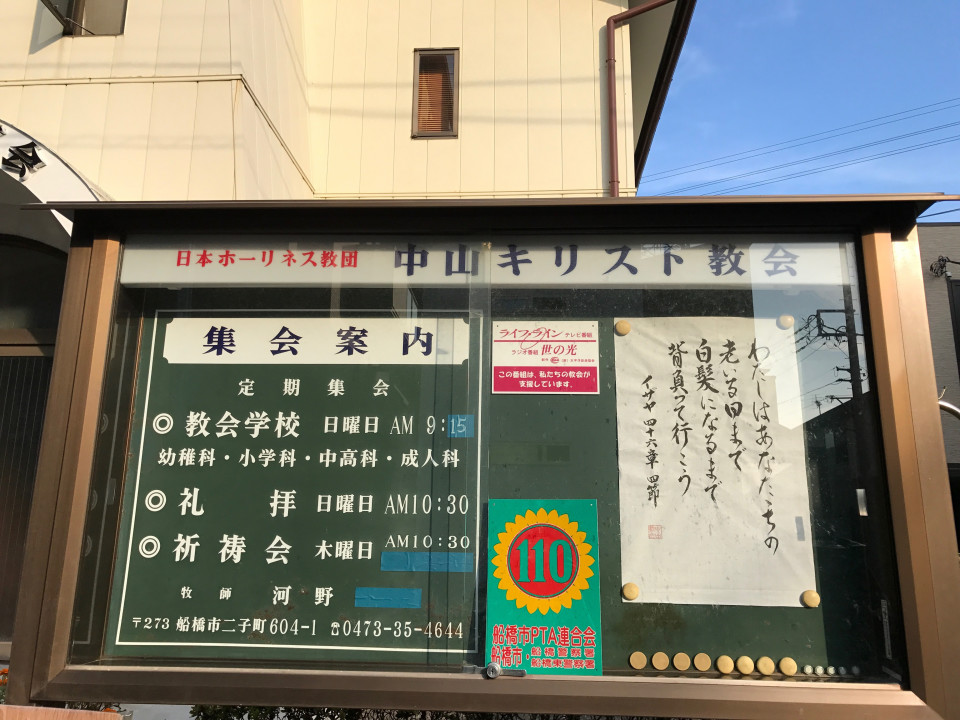 会
日本ホーリネス教団 中山キリスト教会
集会案内
定期集会
◎教会学校 日曜日 AM 9:15
幼稚科・小学科・中高科・成人科
◎礼 拝 日曜日 AM10:30
◎祈祷会 木曜日 AM10:30
牧師 河野
〒273 船橋市二子町604-1 ☎0473-35-4644
ライフ・ライン テレビ番組
ラジオ番組 世の光
この番組は、私たちの教会が
支援しています。
110
船橋市PTA連合会
船橋市・船橋警察署
船橋東警察署
わたしはあなたたちの
老いる日まで
白髪になるまで
背負って行こう
イザヤ四十六章 四節